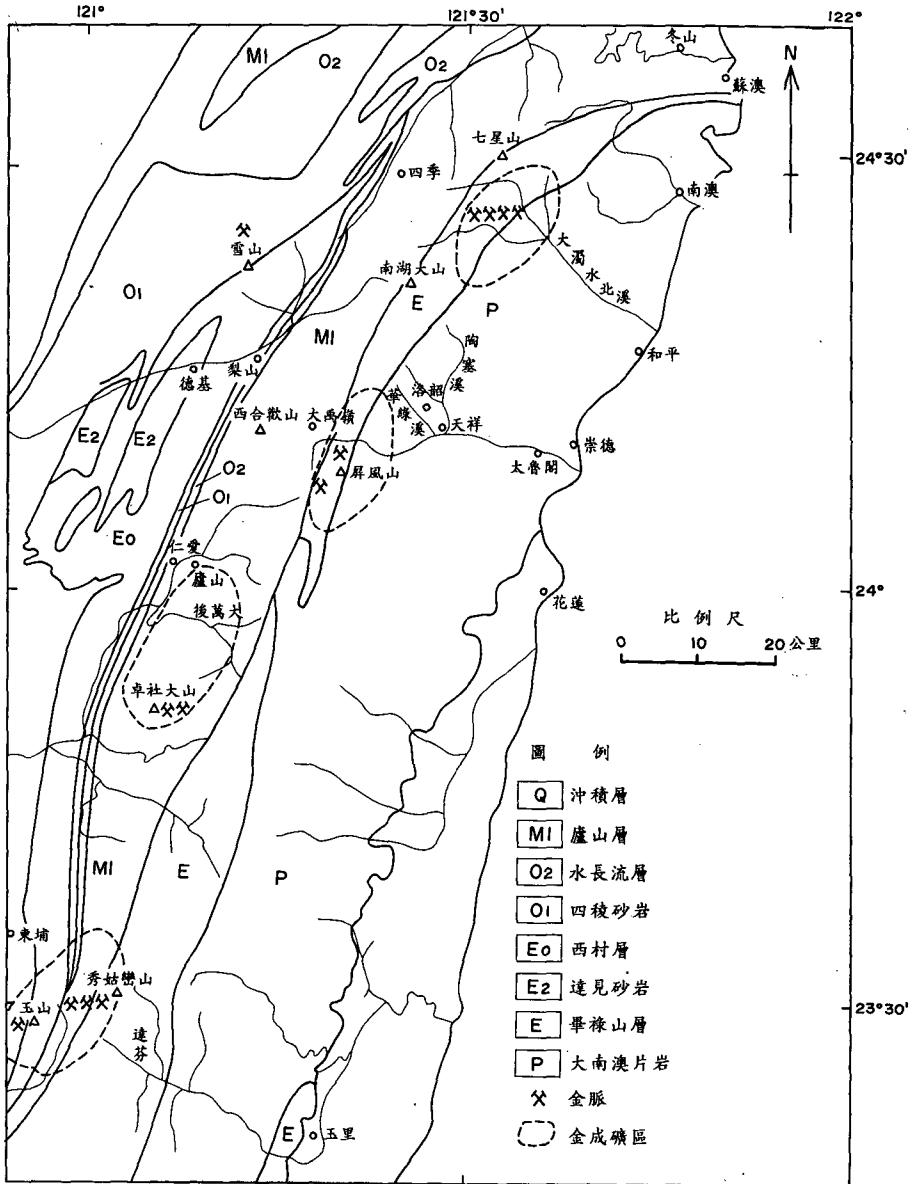 121°
121°30'
122°
M1
O2
O2
冬山
蘇澳
N
七星山
24°30'
四季
南澳
雪山
大濁水北溪
南湖大山
O1
E
P
M1
陶塞溪
和平
梨山
德基
洛韶
華綠溪
西合歡山
大禹嶺
天祥
崇德
E2
E2
太魯閣
屏風山
O2
O1
E0
仁愛
廬山
24°
花蓮
後萬大
比例尺
0 10 20 公里
卓社大山
圖例
Q 沖積層
M1 廬山層
O2 水長流層
O1 四稜砂岩
E0 西村層
E2 達見砂岩
E 畢祿山層
P 大南澳片岩
金脈
金成礦區
M1
E
P
東埔
秀姑巒山
玉山
23°30'
達芬
E
玉里